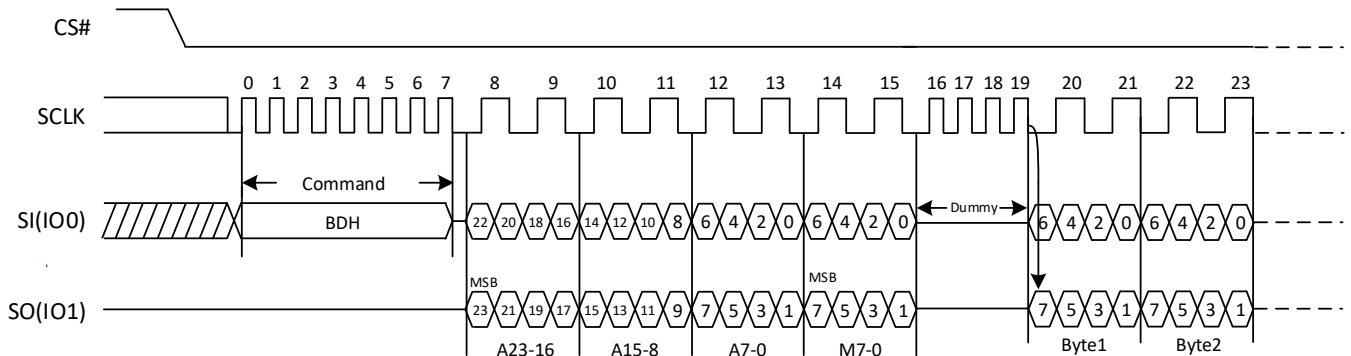 CS#
0 1 2 3 4 5 6 7 8 9 10 11 12 13 14 15 16 17 18 19 20 21 22 23
SCLK
Command
Dummy
SI(IO0) BDH 22 20 18 16 14 12 10 8 6 4 2 0 6 4 2 0 6 4 2 0 6 4 2 0
MSB MSB
SO(IO1) 23 21 19 17 15 13 11 9 7 5 3 1 7 5 3 1 7 5 3 1 7 5 3 1
A23-16 A15-8 A7-0 M7-0 Byte1 Byte2